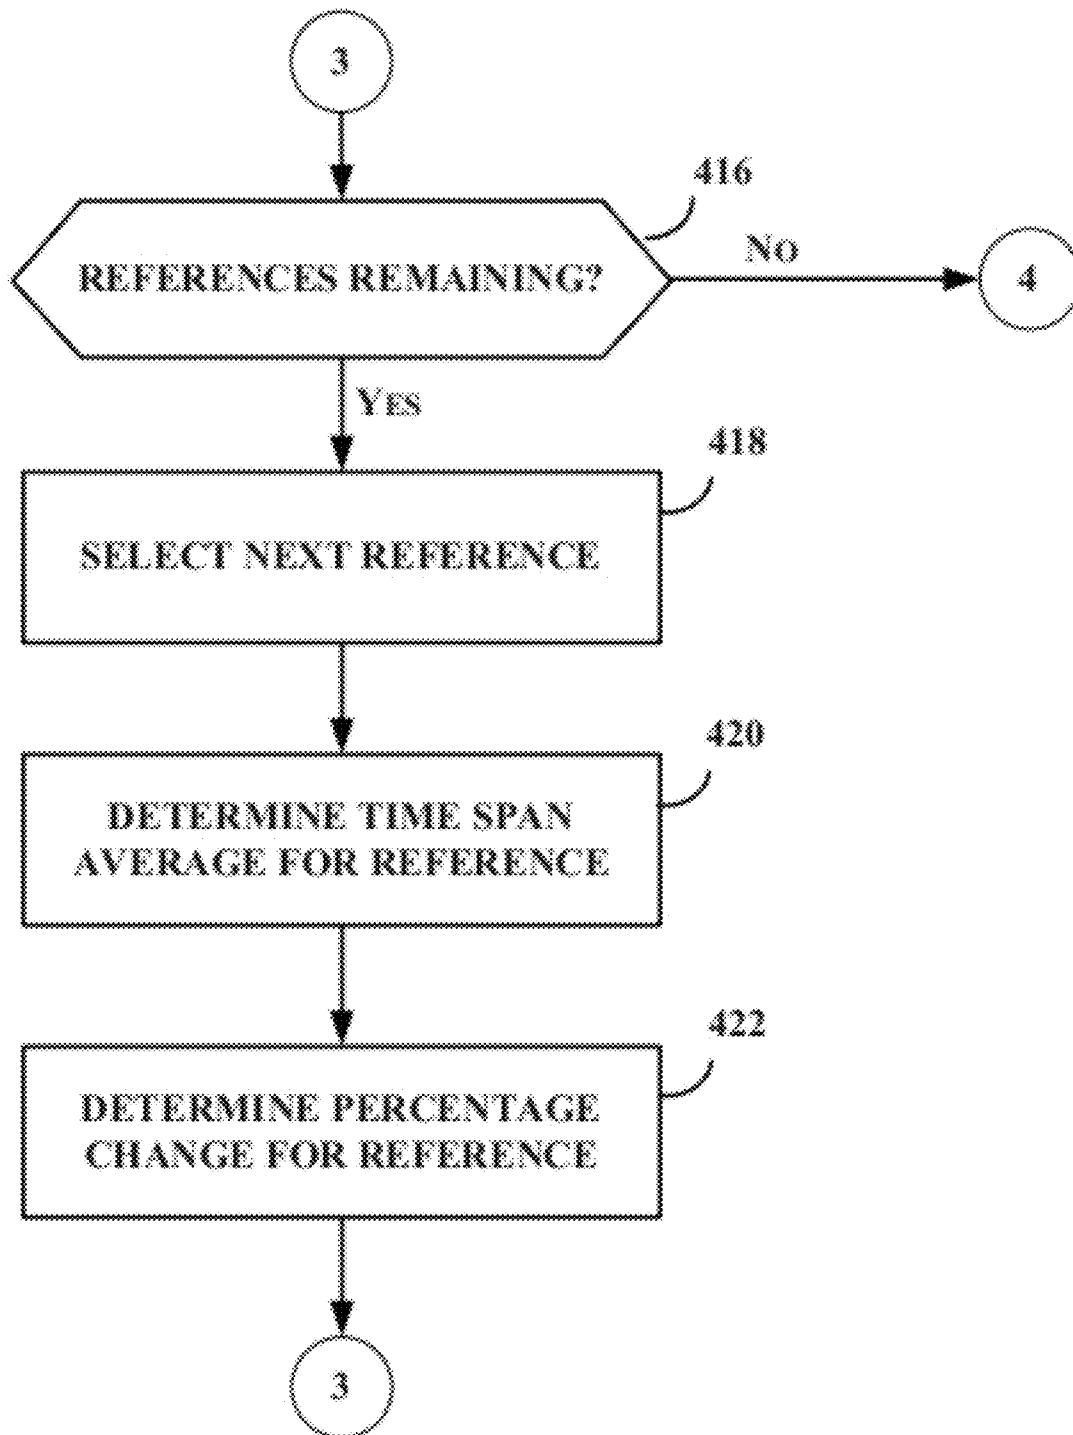 3
416
REFERENCES REMAINING?
NO
4
YES
418
SELECT NEXT REFERENCE
420
DETERMINE TIME SPAN
AVERAGE FOR REFERENCE
422
DETERMINE PERCENTAGE
CHANGE FOR REFERENCE
3